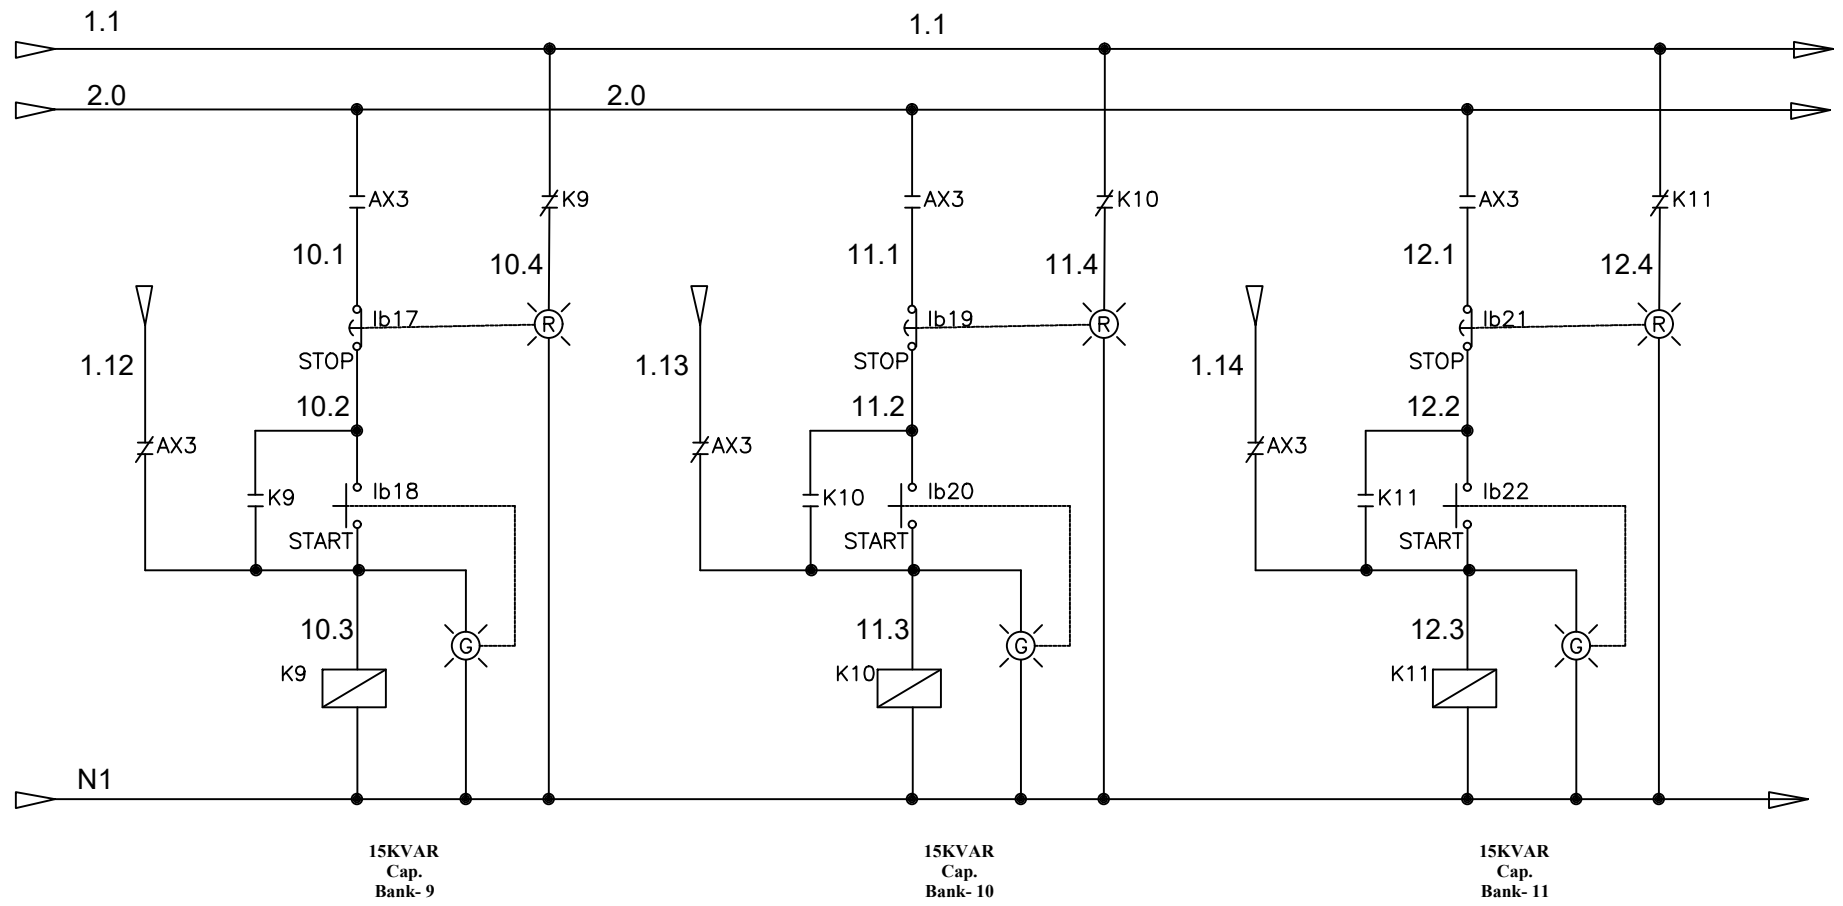 1.1 1.1
2.0 2.0
AX3 K9 AX3 K10 AX3 K11
10.1 10.4 11.1 11.4 12.1 12.4
Ib17 R Ib19 R Ib21 R
STOP STOP STOP
1.12 1.13 1.14
10.2 11.2 12.2
AX3 AX3 AX3
K9 Ib18 K10 Ib20 K11 Ib22
START START START
10.3 G 11.3 G 12.3 G
K9 K10 K11
N1
15KVAR 15KVAR 15KVAR
Cap. Cap. Cap.
Bank- 9 Bank- 10 Bank- 11